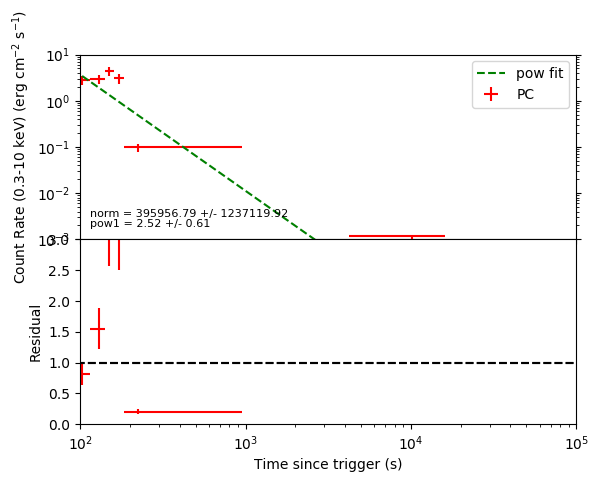 Count Rate (0.3-10 keV) (erg cm⁻² s⁻¹)
10¹
10⁰
10⁻¹
10⁻²
10⁻³
pow fit
PC
norm = 395956.79 +/- 1237119.92
pow1 = 2.52 +/- 0.61
Residual
3.0
2.5
2.0
1.5
1.0
0.5
0.0
10² 10³ 10⁴ 10⁵
Time since trigger (s)